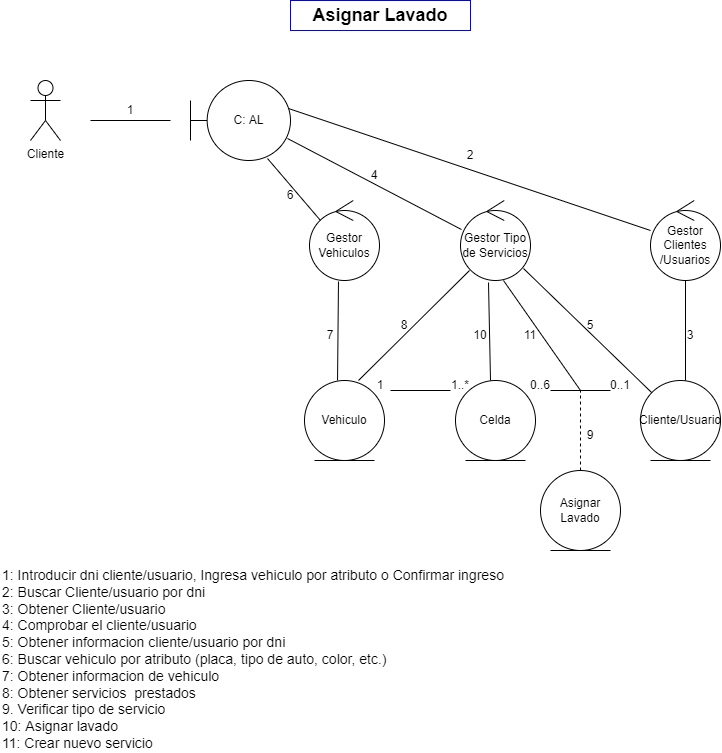 Asignar Lavado
1
C: AL
Cliente
2
4
6
Gestor
Vehiculos
Gestor Tipo
de Servicios
Gestor
Clientes
/Usuarios
7
8
10
11
5
3
1
1..*
0..6
0..1
Vehiculo
Celda
Cliente/Usuario
9
Asignar
Lavado
1: Introducir dni cliente/usuario, Ingresa vehiculo por atributo o Confirmar ingreso
2: Buscar Cliente/usuario por dni
3: Obtener Cliente/usuario
4: Comprobar el cliente/usuario
5: Obtener informacion cliente/usuario por dni
6: Buscar vehiculo por atributo (placa, tipo de auto, color, etc.)
7: Obtener informacion de vehiculo
8: Obtener servicios prestados
9. Verificar tipo de servicio
10: Asignar lavado
11: Crear nuevo servicio